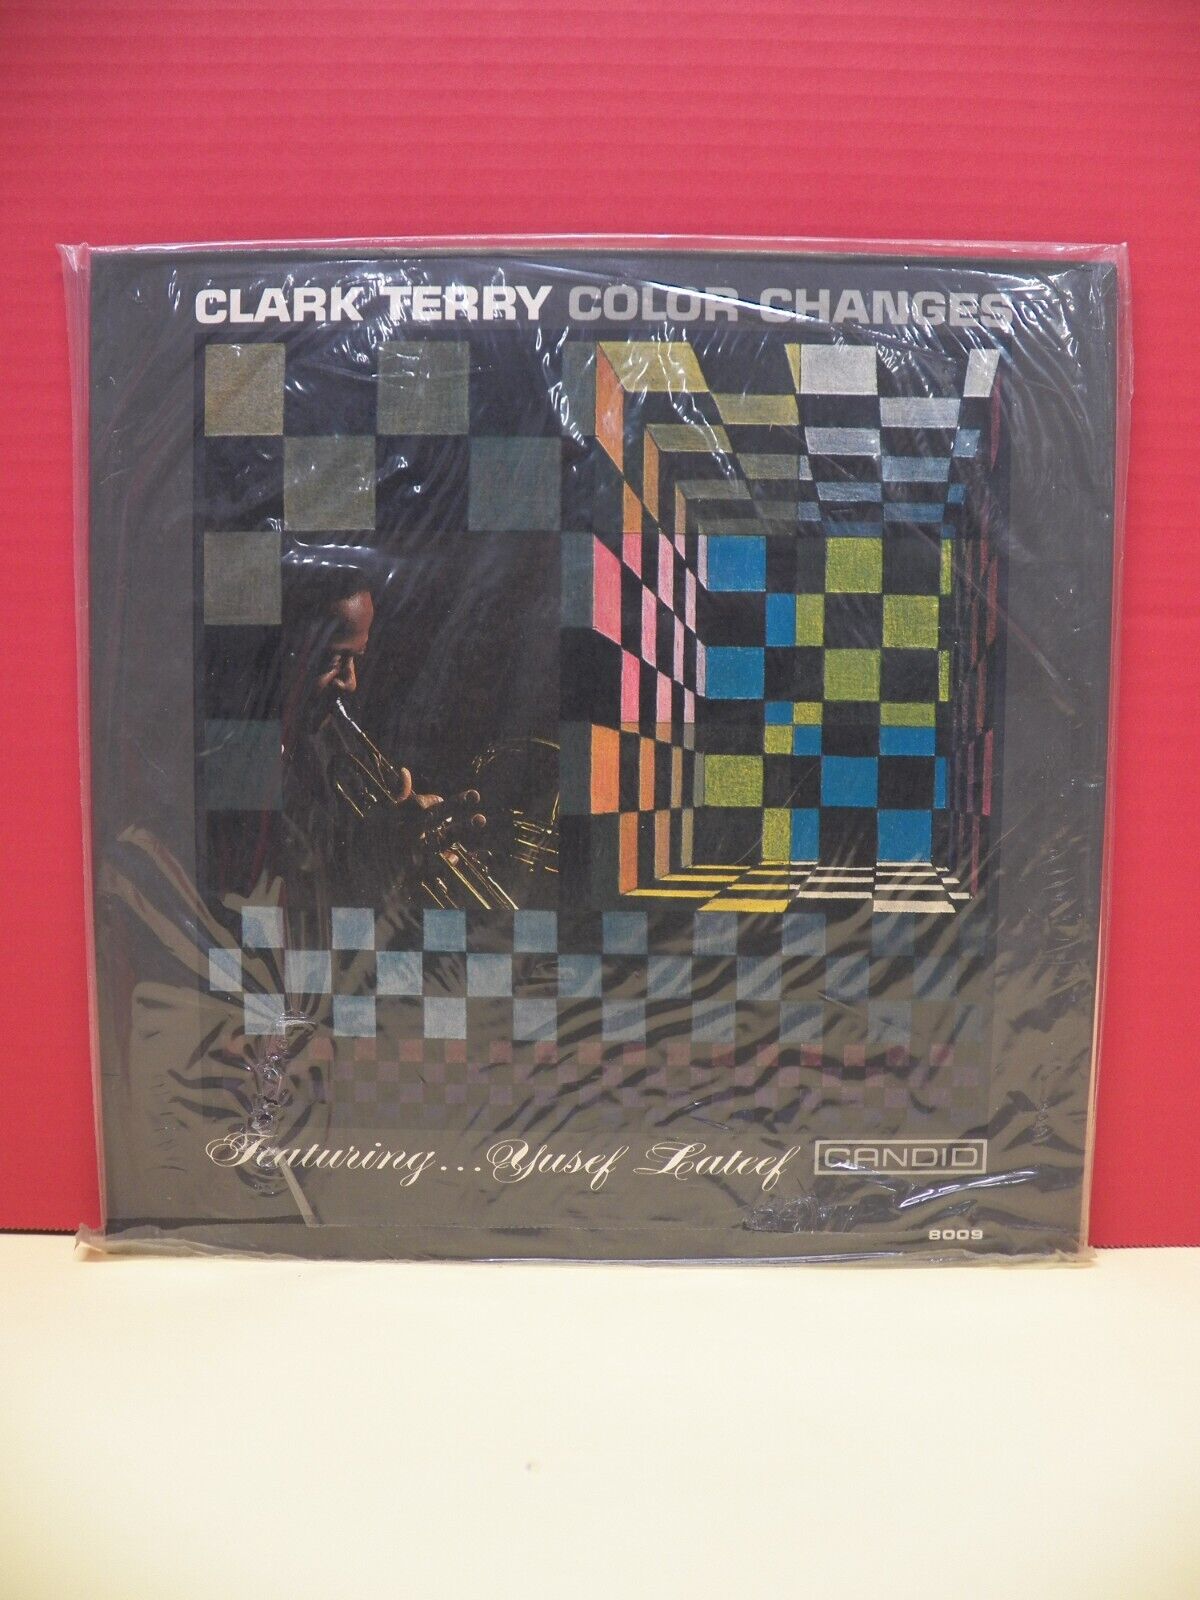 CLARK TERRY COLOR CHANGES
Featuring...Yusef Lateef CANDID
8009